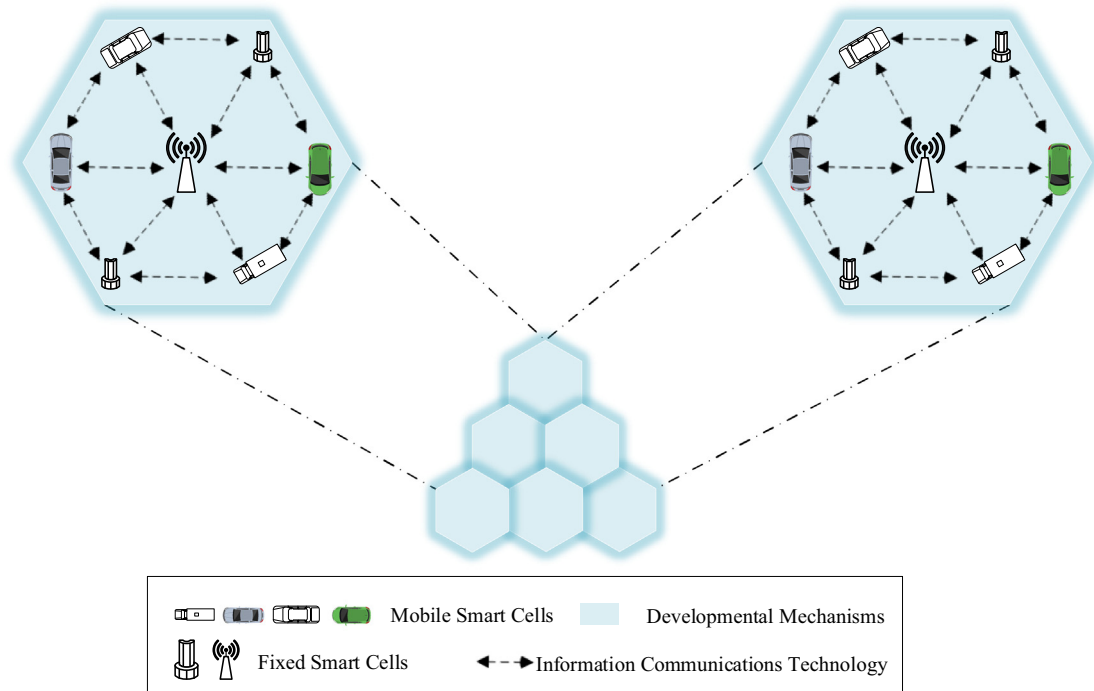 Mobile Smart Cells
Developmental Mechanisms
Fixed Smart Cells
Information Communications Technology